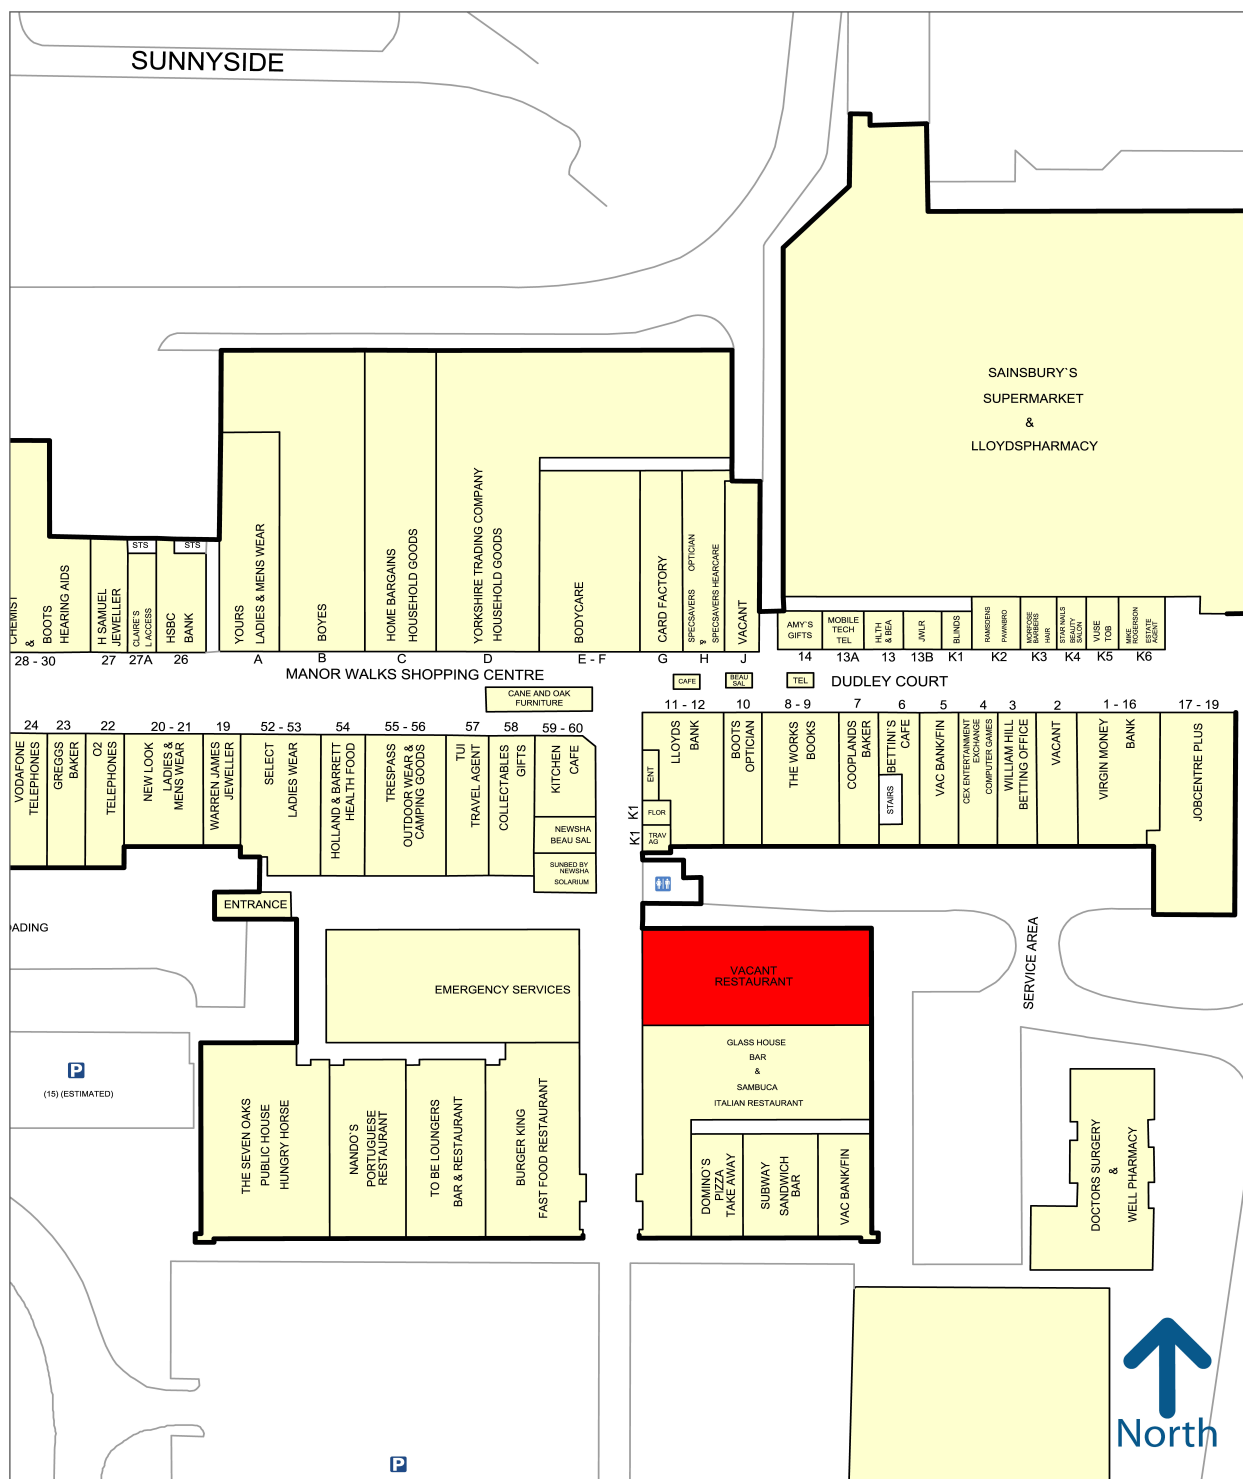 SUNNYSIDE
SAINSBURY`S
SUPERMARKET
&
LLOYDSPHARMACY
CHEMIST
&
BOOTS
HEARING AIDS
H SAMUEL
JEWELLER
STS
CLAIRE'S
L ACCESS
STS
HSBC
BANK
YOURS
LADIES & MENS WEAR
BOYES
HOME BARGAINS
HOUSEHOLD GOODS
YORKSHIRE TRADING COMPANY
HOUSEHOLD GOODS
BODYCARE
CARD FACTORY
SPECSAVERS OPTICIAN
&
SPECSAVERS HEARCARE
VACANT
AMY`S
GIFTS
MOBILE
TECH
TEL
HLTH
& BEA
JWLR
BLINDS
RAMSDENS
PAWNBRO
MORFOSE
BARBERS
HAIR
STAR NAILS
BEAUTY
SALON
VUSE
TOB
MIKE
ROGERSON
ESTATE
AGENT
28 - 30
27
27A
26
A
B
C
D
E - F
G
H
J
14
13A
13
13B
K1
K2
K3
K4
K5
K6
MANOR WALKS SHOPPING CENTRE
CAFE
BEAU
SAL
TEL
DUDLEY COURT
CANE AND OAK
FURNITURE
24
23
22
20 - 21
19
52 - 53
54
55 - 56
57
58
59 - 60
11 - 12
10
8 - 9
7
6
5
4
3
2
1 - 16
17 - 19
VODAFONE
TELEPHONES
GREGGS
BAKER
O2
TELEPHONES
NEW LOOK
LADIES &
MENS WEAR
WARREN JAMES
JEWELLER
SELECT
LADIES WEAR
HOLLAND & BARRETT
HEALTH FOOD
TRESPASS
OUTDOOR WEAR &
CAMPING GOODS
TUI
TRAVEL AGENT
COLLECTABLES
GIFTS
KITCHEN
CAFE
NEWSHA
BEAU SAL
SUNBED BY
NEWSHA
SOLARIUM
LLOYDS
BANK
ENT
K1
FLOR
K1
TRAV
AG
BOOTS
OPTICIAN
THE WORKS
BOOKS
COOPLANDS
BAKER
BETTINI'S
CAFE
STAIRS
VAC BANK/FIN
CEX ENTERTAINMENT
EXCHANGE
COMPUTER GAMES
WILLIAM HILL
BETTING OFFICE
VACANT
VIRGIN MONEY
BANK
JOBCENTRE PLUS
ENTRANCE
ADING
EMERGENCY SERVICES
VACANT
RESTAURANT
SERVICE AREA
GLASS HOUSE
BAR
&
SAMBUCA
ITALIAN RESTAURANT
P
(15) (ESTIMATED)
THE SEVEN OAKS
PUBLIC HOUSE
HUNGRY HORSE
NANDO`S
PORTUGUESE
RESTAURANT
TO BE LOUNGERS
BAR & RESTAURANT
BURGER KING
FAST FOOD RESTAURANT
DOMINO`S
PIZZA
TAKE AWAY
SUBWAY
SANDWICH
BAR
VAC BANK/FIN
DOCTORS SURGERY
&
WELL PHARMACY
North
P